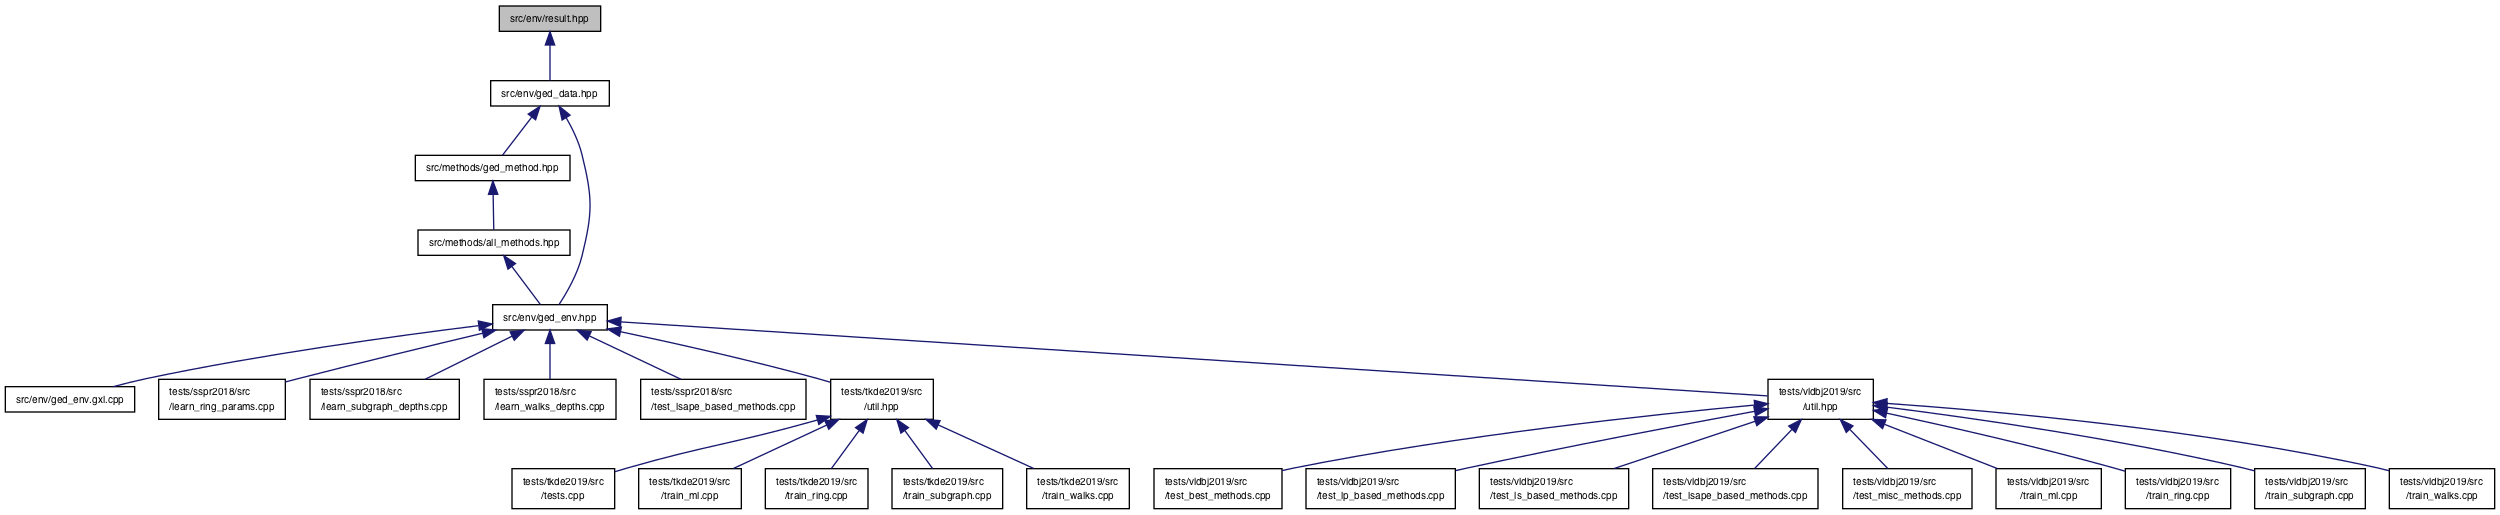 src/env/result.hpp
src/env/ged_data.hpp
src/methods/ged_method.hpp
src/methods/all_methods.hpp
src/env/ged_env.hpp
src/env/ged_env.gxl.cpp
tests/sspr2018/src
/learn_ring_params.cpp
tests/sspr2018/src
/learn_subgraph_depths.cpp
tests/sspr2018/src
/learn_walks_depths.cpp
tests/sspr2018/src
/test_lsape_based_methods.cpp
tests/tkde2019/src
/util.hpp
tests/vldbj2019/src
/util.hpp
tests/tkde2019/src
/tests.cpp
tests/tkde2019/src
/train_ml.cpp
tests/tkde2019/src
/train_ring.cpp
tests/tkde2019/src
/train_subgraph.cpp
tests/tkde2019/src
/train_walks.cpp
tests/vldbj2019/src
/test_best_methods.cpp
tests/vldbj2019/src
/test_lp_based_methods.cpp
tests/vldbj2019/src
/test_ls_based_methods.cpp
tests/vldbj2019/src
/test_lsape_based_methods.cpp
tests/vldbj2019/src
/test_misc_methods.cpp
tests/vldbj2019/src
/train_ml.cpp
tests/vldbj2019/src
/train_ring.cpp
tests/vldbj2019/src
/train_subgraph.cpp
tests/vldbj2019/src
/train_walks.cpp